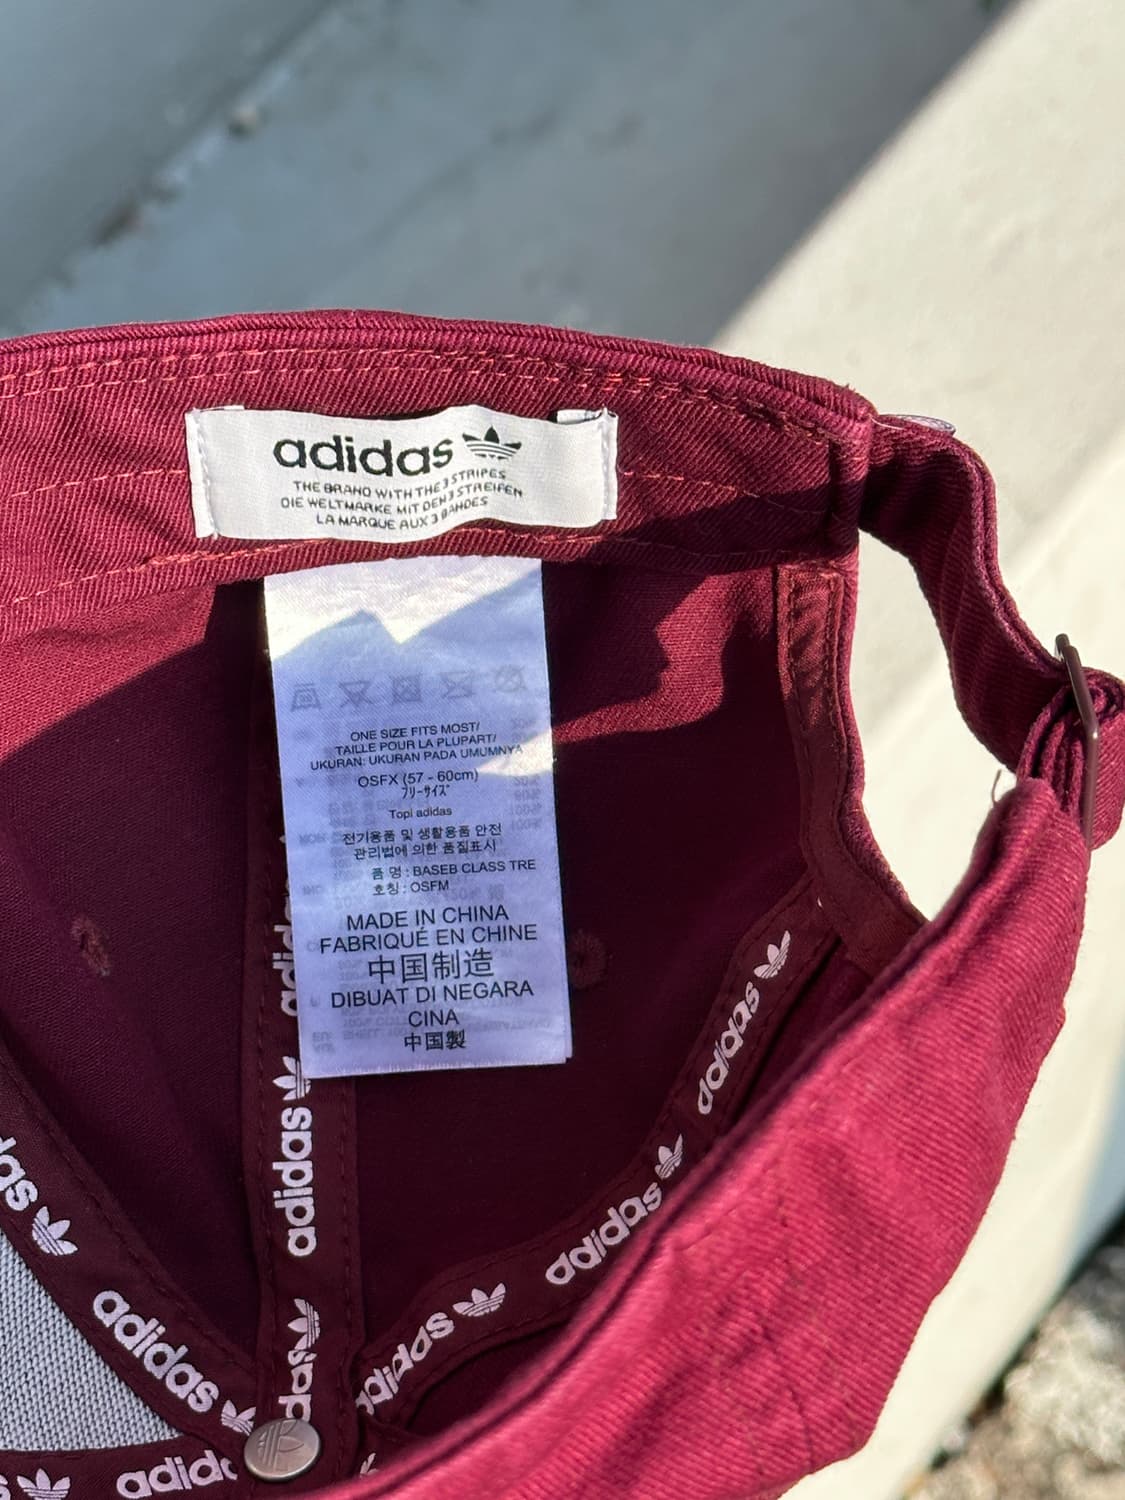 adidas
THE BRAND WITH THE 3 STRIPES
DIE WELTMARKE MIT DEN 3 STREIFEN
LA MARQUE AUX 3 BANDES
ONE SIZE FITS MOST/
TAILLE POUR LA PLUPART/
UKURAN: UKURAN PADA UMUMNYA
OSFX (57 - 60cm)
フリーサイズ
Topi adidas
전기용품 및 생활용품 안전
관리법에 의한 품질표시
품 명 : BASEB CLASS TRE
호칭 : OSFM
MADE IN CHINA
FABRIQUÉ EN CHINE
中国制造
DIBUAT DI NEGARA
CINA
中国製
adidas
adidas
adidas
adidas
adidas